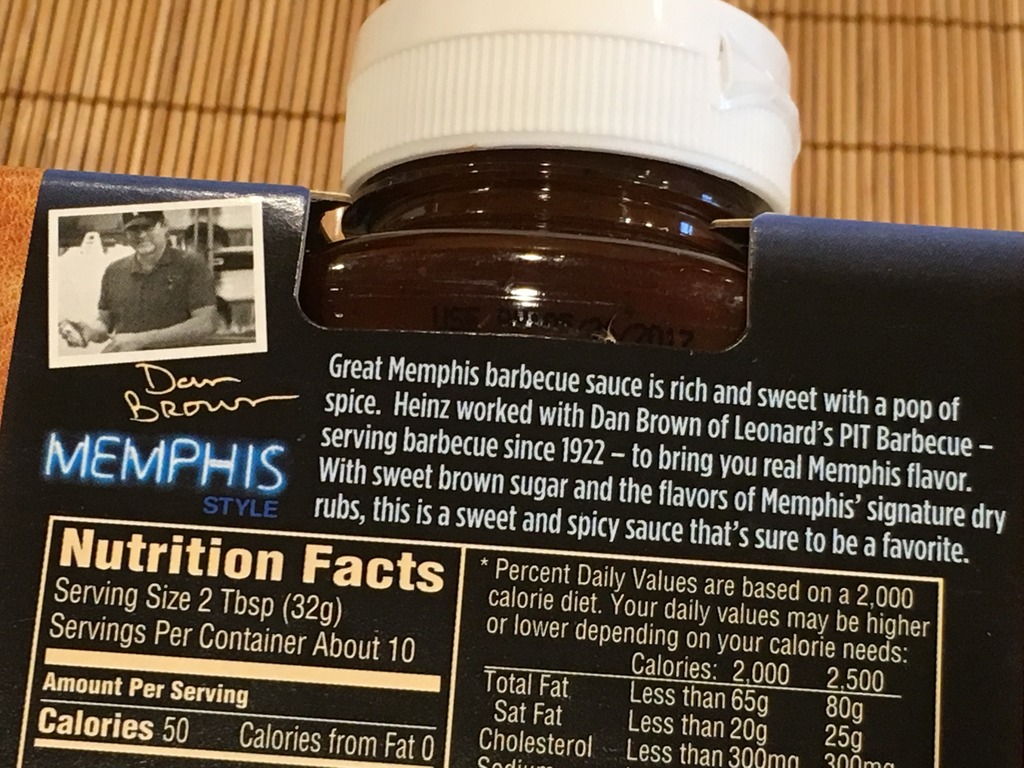 USE BY 2017
Great Memphis barbecue sauce is rich and sweet with a pop of
spice. Heinz worked with Dan Brown of Leonard's PIT Barbecue –
serving barbecue since 1922 – to bring you real Memphis flavor.
With sweet brown sugar and the flavors of Memphis' signature dry
rubs, this is a sweet and spicy sauce that's sure to be a favorite.
Dan
BROWN
MEMPHIS
STYLE
Nutrition Facts
Serving Size 2 Tbsp (32g)
Servings Per Container About 10
Amount Per Serving
Calories 50 Calories from Fat 0
* Percent Daily Values are based on a 2,000
calorie diet. Your daily values may be higher
or lower depending on your calorie needs:
Calories: 2,000 2,500
Total Fat Less than 65g 80g
Sat Fat Less than 20g 25g
Cholesterol Less than 300mg 300mg
Sodium